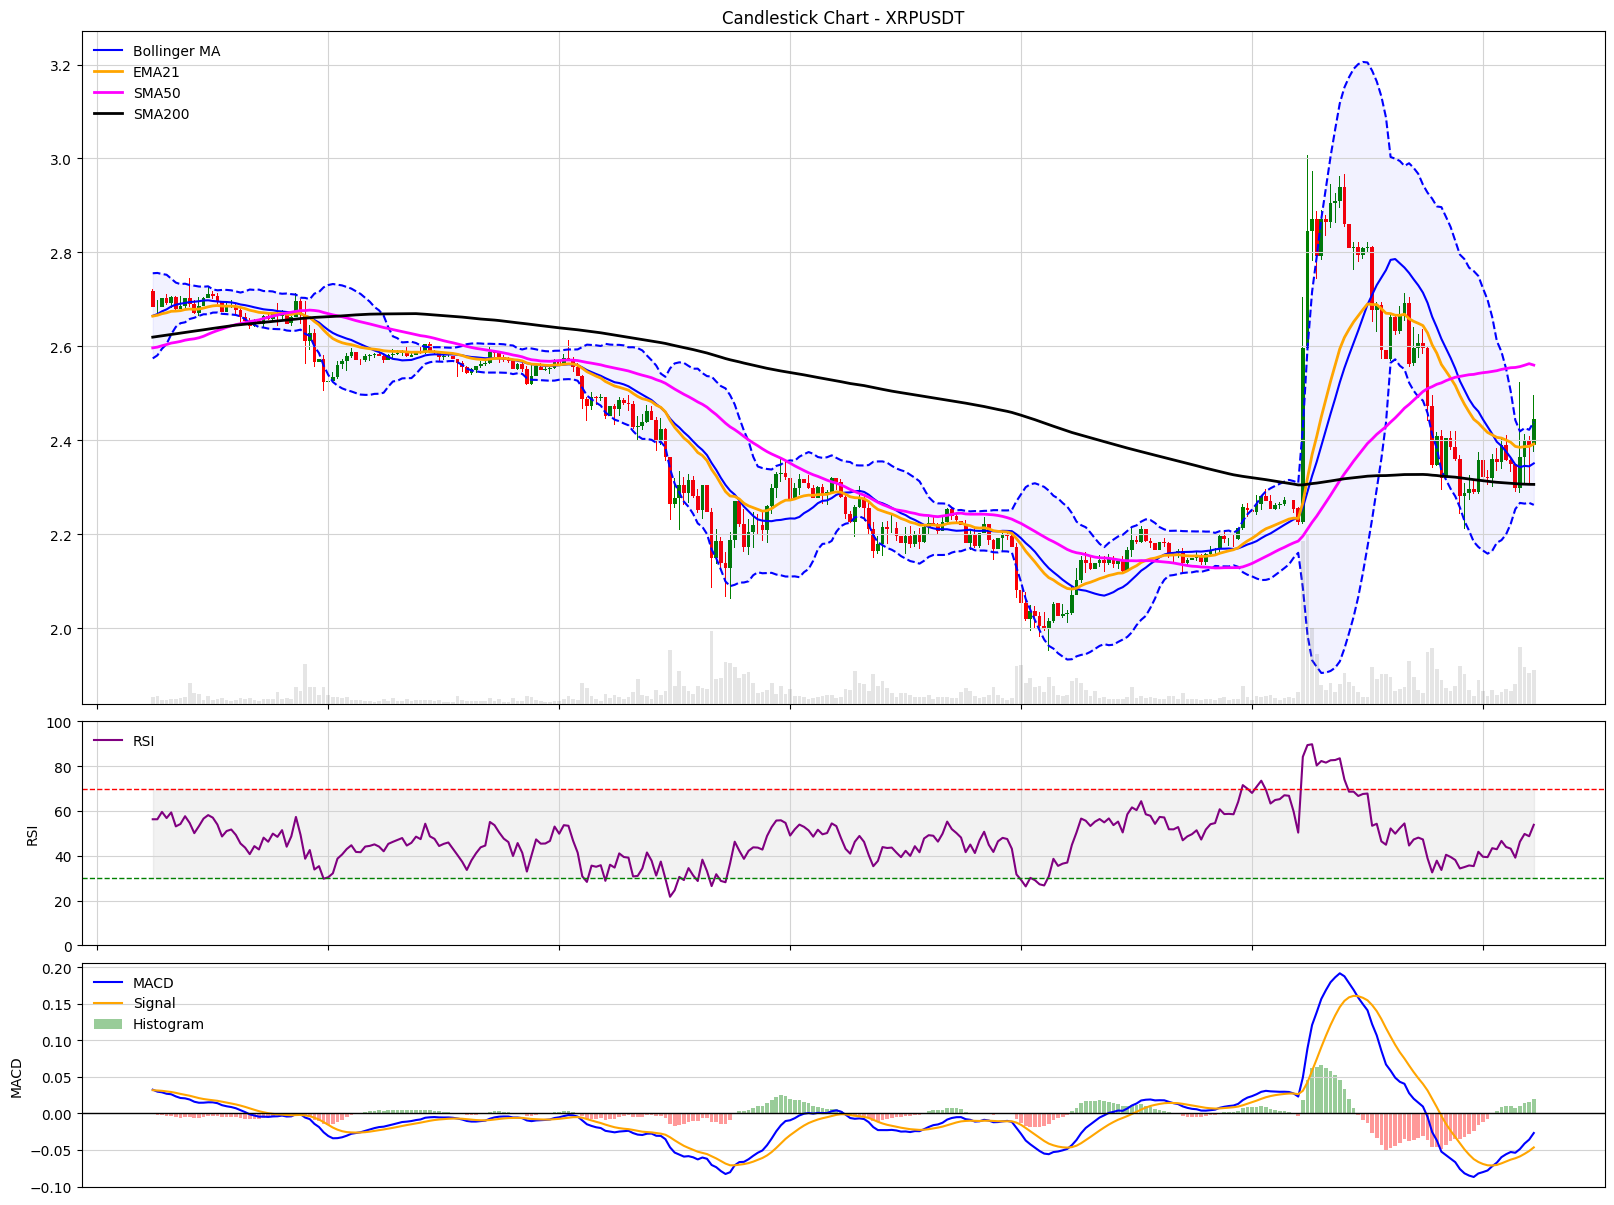 Candlestick Chart - XRPUSDT
Bollinger MA
EMA21
SMA50
SMA200
3.2
3.0
2.8
2.6
2.4
2.2
2.0
RSI
100
80
60
40
20
0
RSI
MACD
Signal
Histogram
0.20
0.15
0.10
0.05
0.00
−0.05
−0.10
MACD